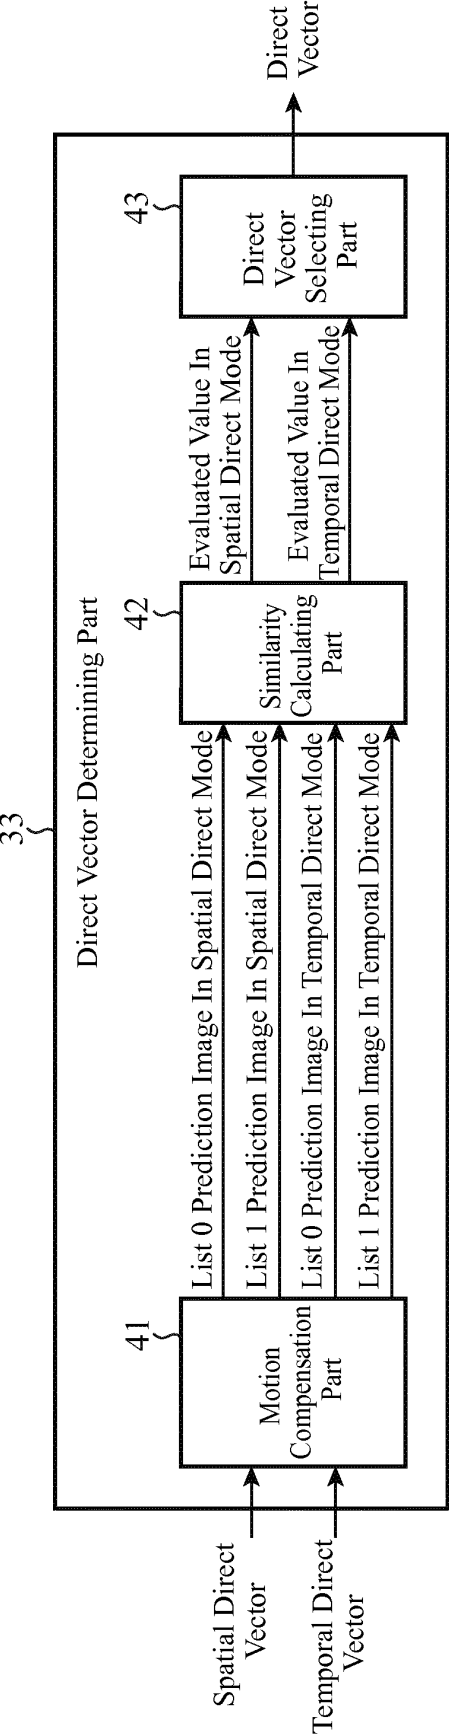 33
Direct Vector Determining Part
Spatial Direct
Vector
Temporal Direct
Vector
41
Motion
Compensation
Part
List 0 Prediction Image In Spatial Direct Mode
List 1 Prediction Image In Spatial Direct Mode
List 0 Prediction Image In Temporal Direct Mode
List 1 Prediction Image In Temporal Direct Mode
42
Similarity
Calculating
Part
Evaluated Value In
Spatial Direct Mode
Evaluated Value In
Temporal Direct Mode
43
Direct
Vector
Selecting
Part
Direct
Vector